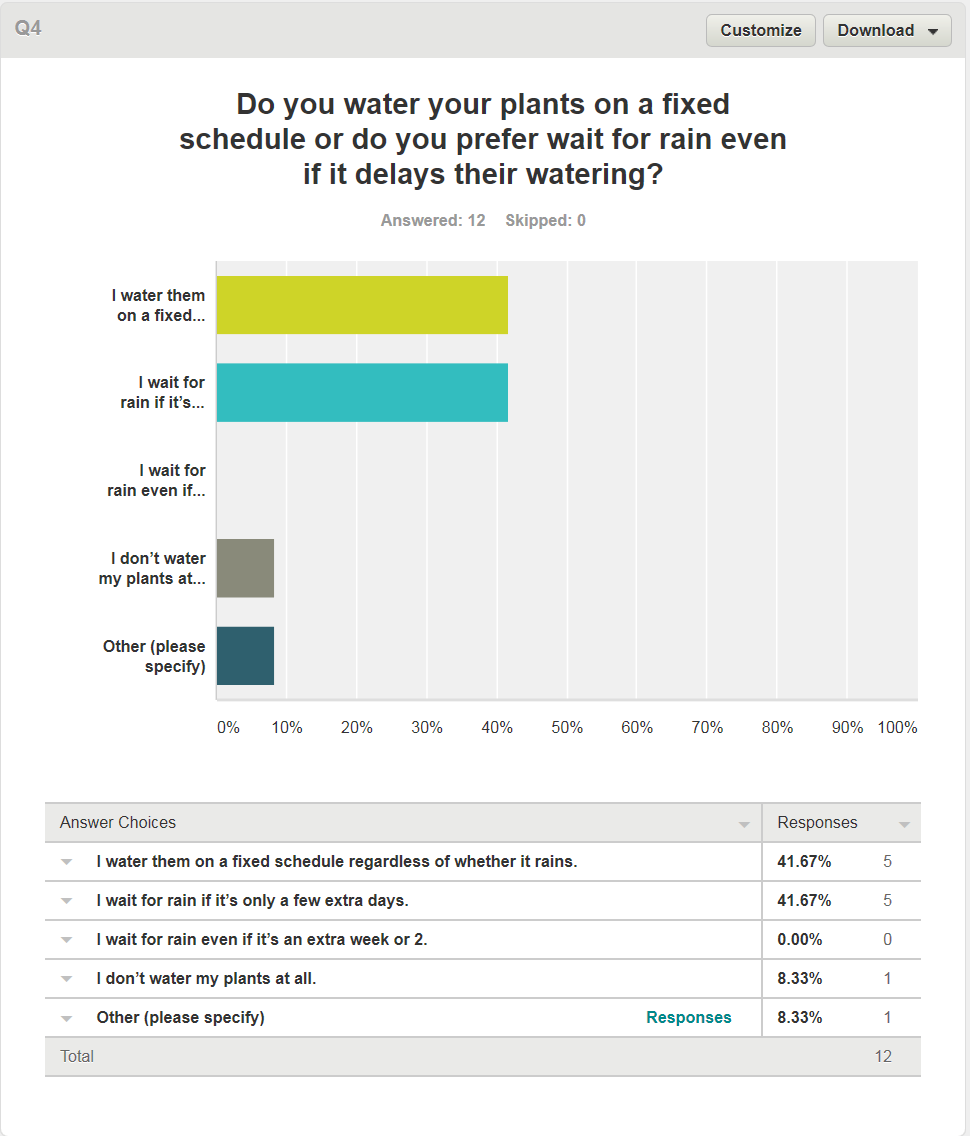 Q4
Customize
Download
Do you water your plants on a fixed
schedule or do you prefer wait for rain even
if it delays their watering?
Answered: 12 Skipped: 0
I water them
on a fixed...
I wait for
rain if it’s...
I wait for
rain even if...
I don’t water
my plants at...
Other (please
specify)
0% 10% 20% 30% 40% 50% 60% 70% 80% 90% 100%
Answer Choices Responses
I water them on a fixed schedule regardless of whether it rains. 41.67% 5
I wait for rain if it’s only a few extra days. 41.67% 5
I wait for rain even if it’s an extra week or 2. 0.00% 0
I don’t water my plants at all. 8.33% 1
Other (please specify) Responses 8.33% 1
Total 12